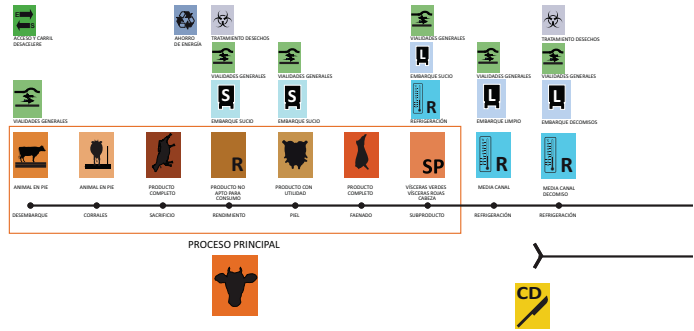 ACCESO Y CARRIL
DESACELERE
AHORRO
DE ENERGÍA
TRATAMIENTO DESECHOS
VIALIDADES GENERALES
TRATAMIENTO DESECHOS
VIALIDADES GENERALES
VIALIDADES GENERALES
L
EMBARQUE SUCIO
VIALIDADES GENERALES
VIALIDADES GENERALES
VIALIDADES GENERALES
S
EMBARQUE SUCIO
S
EMBARQUE SUCIO
R
REFRIGERACIÓN
L
EMBARQUE LIMPIO
L
EMBARQUE DECOMISOS
R
SP
R
R
ANIMAL EN PIE
ANIMAL EN PIE
PRODUCTO
COMPLETO
PRODUCTO NO
APTO PARA
CONSUMO
PRODUCTO CON
UTILIDAD
PRODUCTO
COMPLETO
VÍSCERAS VERDES
VÍSCERAS ROJAS
CABEZA
MEDIA CANAL
MEDIA CANAL
DECOMISO
DESEMBARQUE
CORRALES
SACRIFICIO
RENDIMIENTO
PIEL
FAENADO
SUBPRODUCTO
REFRIGERACIÓN
REFRIGERACIÓN
PROCESO PRINCIPAL
CD